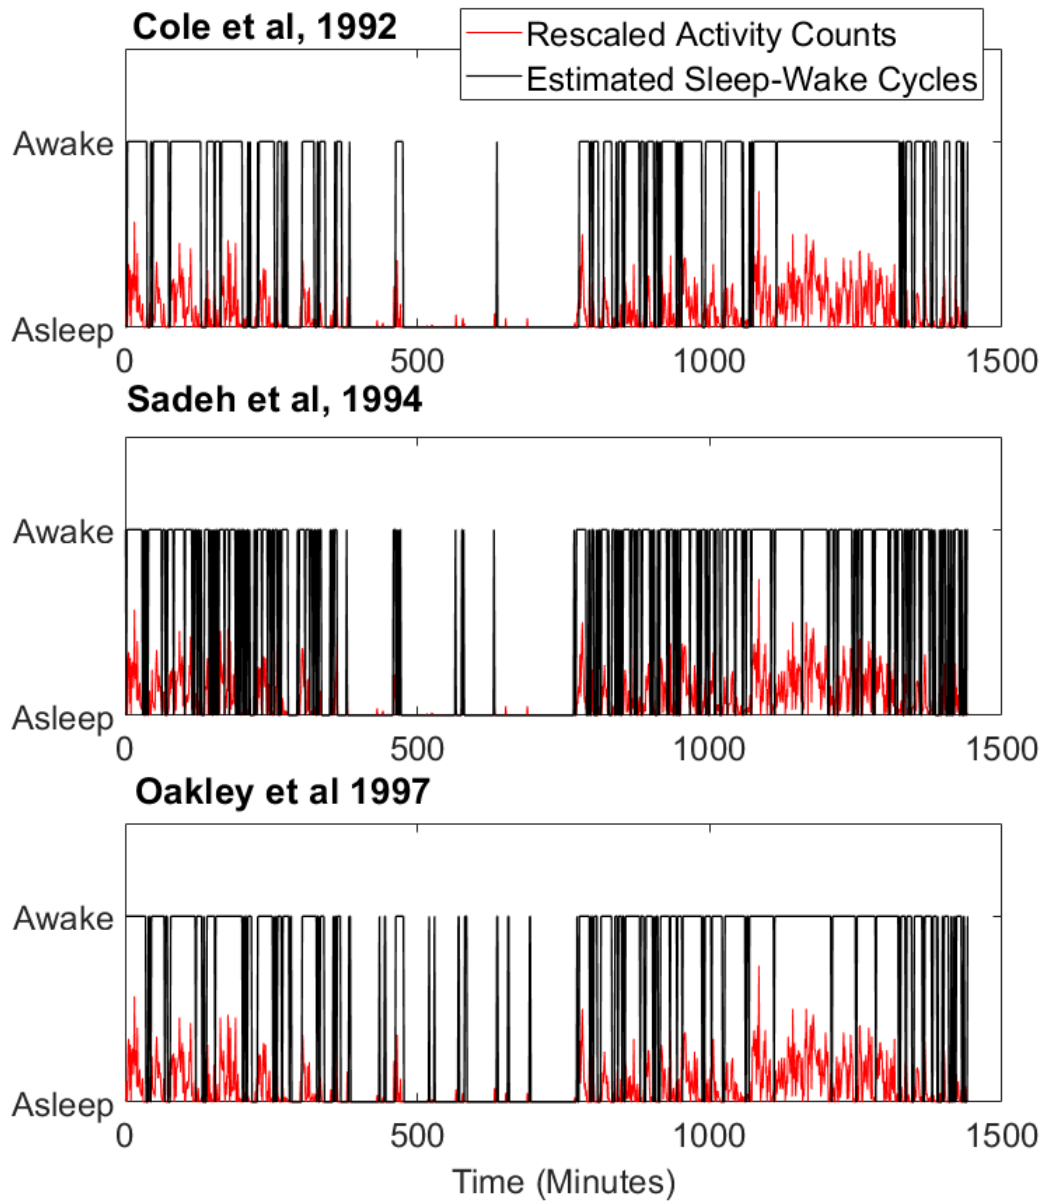 Cole et al, 1992
Rescaled Activity Counts
Estimated Sleep-Wake Cycles
Awake
Asleep
0 500 1000 1500
Sadeh et al, 1994
Awake
Asleep
0 500 1000 1500
Oakley et al 1997
Awake
Asleep
0 500 1000 1500
Time (Minutes)